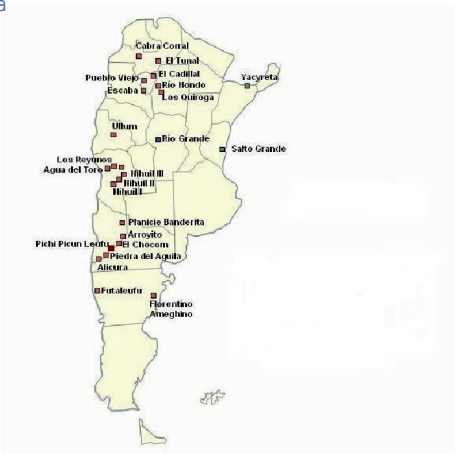 a
Cabra Corral
El Tunal
El Cadillal
Pueblo Viejo
Río Hondo
Escaba
Los Quiroga
Yacyreta
Ullum
Río Grande
Salto Grande
Los Reyunos
Agua del Toro
Nihuil III
Nihuil II
Nihuil I
Planicie Banderita
Arroyito
Pichi Picun Leufu
El Chocom
Piedra del Aguila
Alicura
Futaleufu
Florentino
Ameghino